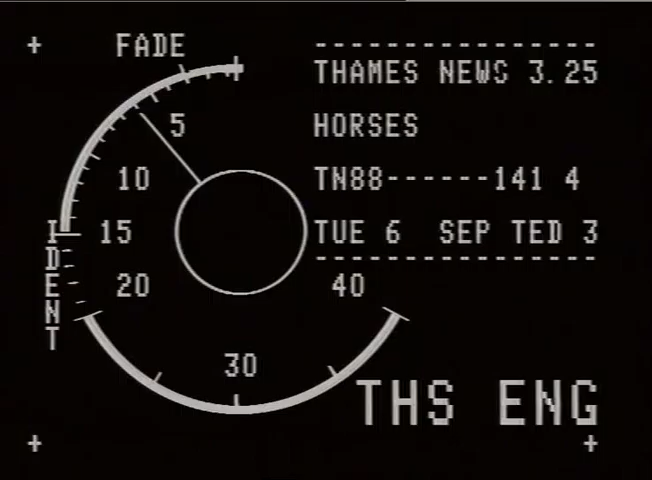 FADE
THAMES NEWS 3.25
HORSES
TN88------141 4
TUE 6 SEP TED 3
5
10
15
20
30
40
IDENT
THS ENG